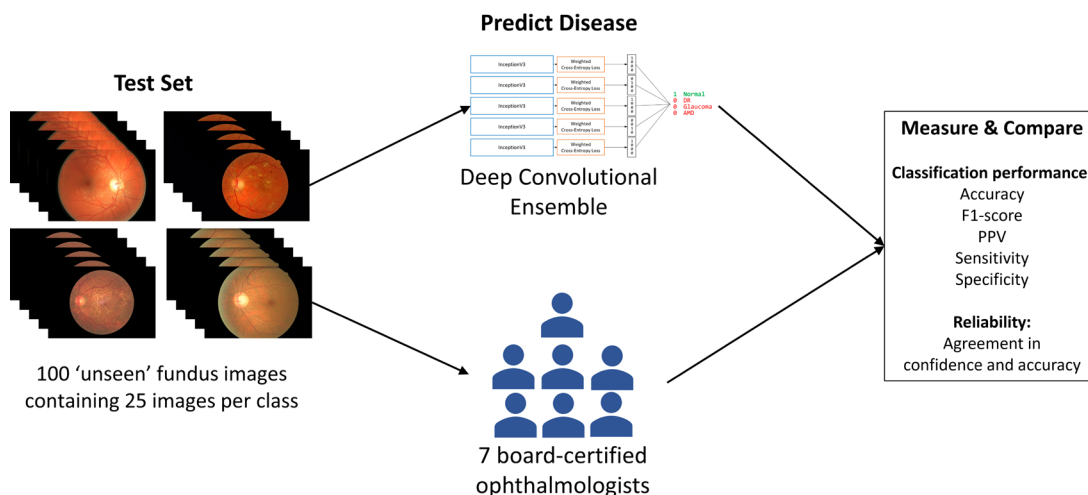 Predict Disease
Test Set
InceptionV3
Weighted
Cross-Entropy Loss
InceptionV3
Weighted
Cross-Entropy Loss
InceptionV3
Weighted
Cross-Entropy Loss
InceptionV3
Weighted
Cross-Entropy Loss
InceptionV3
Weighted
Cross-Entropy Loss
1 Normal
0 DR
0 Glaucoma
0 AMD
Deep Convolutional
Ensemble
100 ‘unseen’ fundus images
containing 25 images per class
7 board-certified
ophthalmologists
Measure & Compare
Classification performance
Accuracy
F1-score
PPV
Sensitivity
Specificity
Reliability:
Agreement in
confidence and accuracy